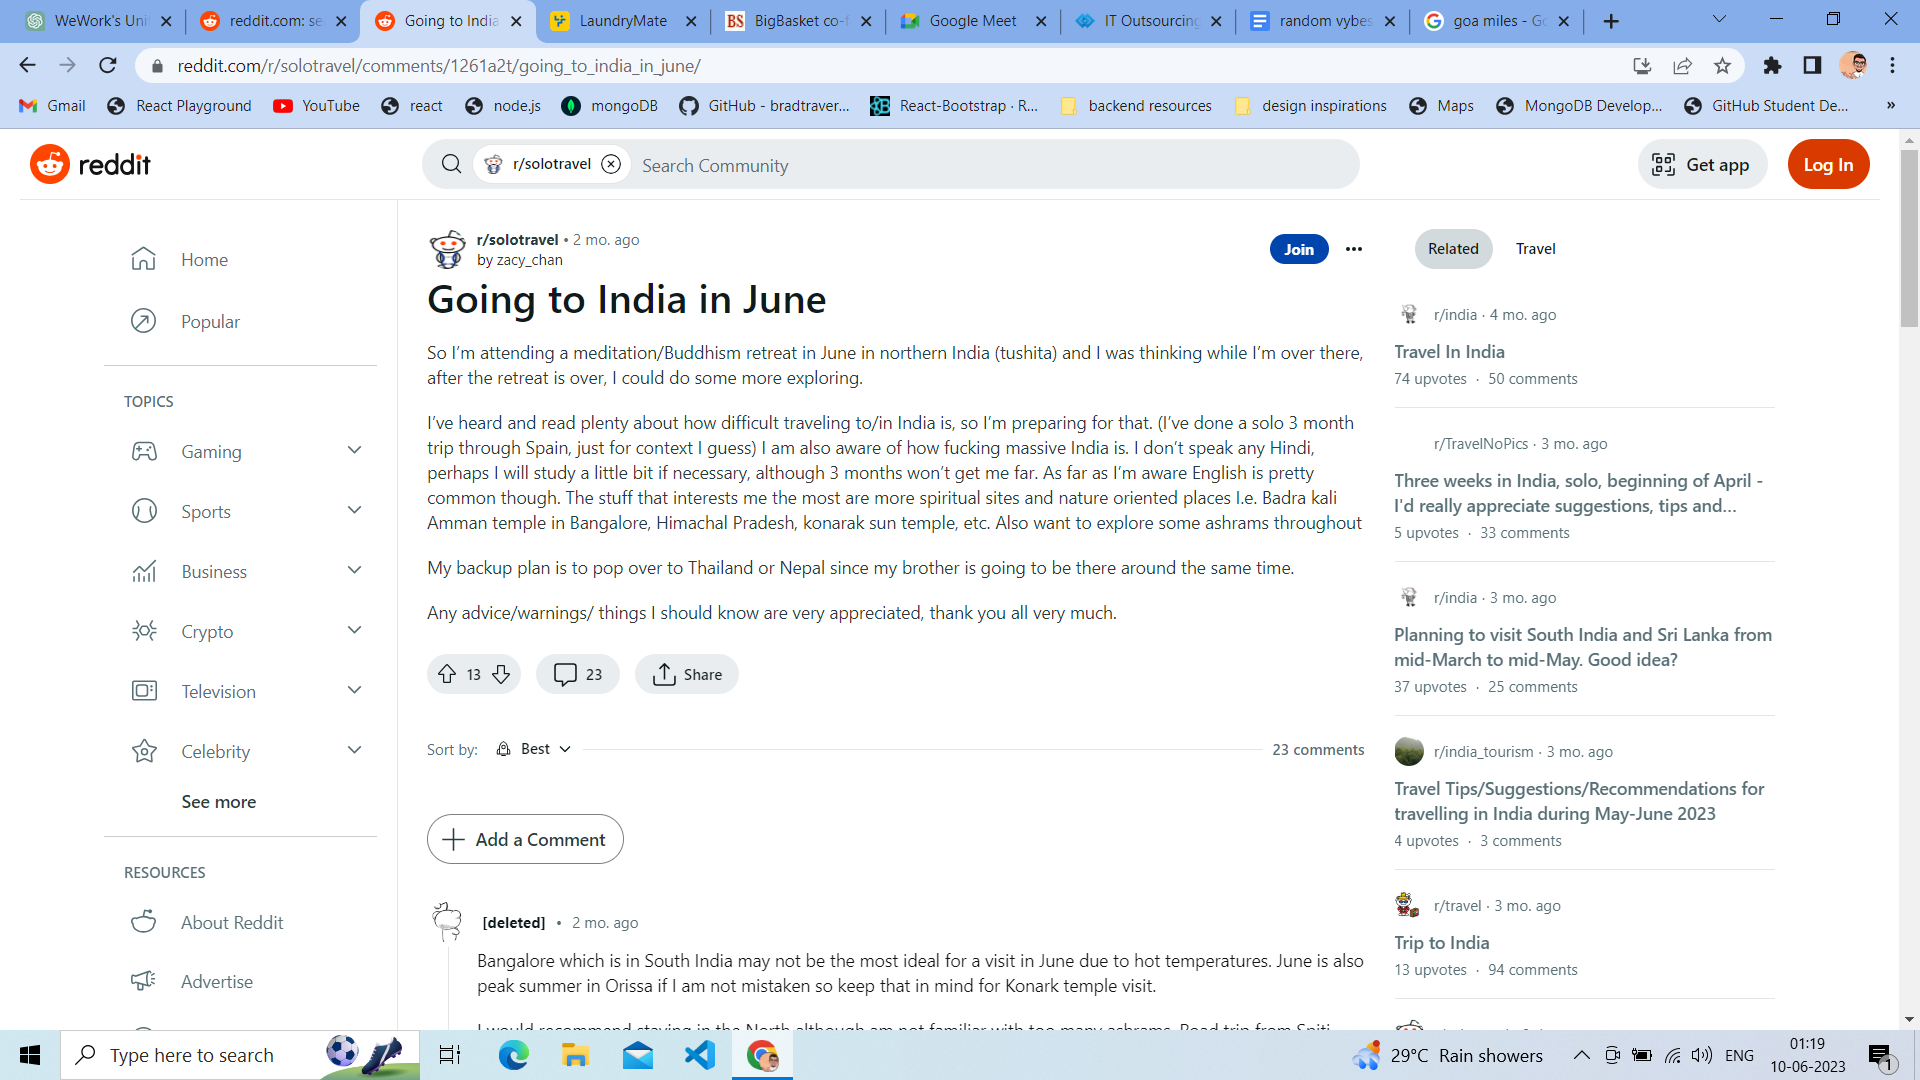 WeWork's Uni
reddit.com: se
Going to India
LaundryMate
BigBasket co-f
Google Meet
IT Outsourcing
random vybes
goa miles - Go
reddit.com/r/solotravel/comments/1261a2t/going_to_india_in_june/
Gmail
React Playground
YouTube
react
node.js
mongoDB
GitHub - bradtraver...
React-Bootstrap · R...
backend resources
design inspirations
Maps
MongoDB Develop...
GitHub Student De...
»
reddit
r/solotravel
Search Community
Get app
Log In
Home
Popular
TOPICS
Gaming
Sports
Business
Crypto
Television
Celebrity
See more
RESOURCES
About Reddit
Advertise
r/solotravel • 2 mo. ago
by zacy_chan
Join
Going to India in June
So I'm attending a meditation/Buddhism retreat in June in northern India (tushita) and I was thinking while I'm over there,
after the retreat is over, I could do some more exploring.
I've heard and read plenty about how difficult traveling to/in India is, so I'm preparing for that. (I've done a solo 3 month
trip through Spain, just for context I guess) I am also aware of how fucking massive India is. I don't speak any Hindi,
perhaps I will study a little bit if necessary, although 3 months won't get me far. As far as I'm aware English is pretty
common though. The stuff that interests me the most are more spiritual sites and nature oriented places I.e. Badra kali
Amman temple in Bangalore, Himachal Pradesh, konarak sun temple, etc. Also want to explore some ashrams throughout
My backup plan is to pop over to Thailand or Nepal since my brother is going to be there around the same time.
Any advice/warnings/ things I should know are very appreciated, thank you all very much.
13
23
Share
Sort by: Best
23 comments
Add a Comment
[deleted] • 2 mo. ago
Bangalore which is in South India may not be the most ideal for a visit in June due to hot temperatures. June is also
peak summer in Orissa if I am not mistaken so keep that in mind for Konark temple visit.
I would recommend staying in the North although am not familiar with too many ashrams. Road trip from Spiti
Related
Travel
r/india · 4 mo. ago
Travel In India
74 upvotes · 50 comments
r/TravelNoPics · 3 mo. ago
Three weeks in India, solo, beginning of April -
I'd really appreciate suggestions, tips and...
5 upvotes · 33 comments
r/india · 3 mo. ago
Planning to visit South India and Sri Lanka from
mid-March to mid-May. Good idea?
37 upvotes · 25 comments
r/india_tourism · 3 mo. ago
Travel Tips/Suggestions/Recommendations for
travelling in India during May-June 2023
4 upvotes · 3 comments
r/travel · 3 mo. ago
Trip to India
13 upvotes · 94 comments
Type here to search
29°C Rain showers
ENG
01:19
10-06-2023
1